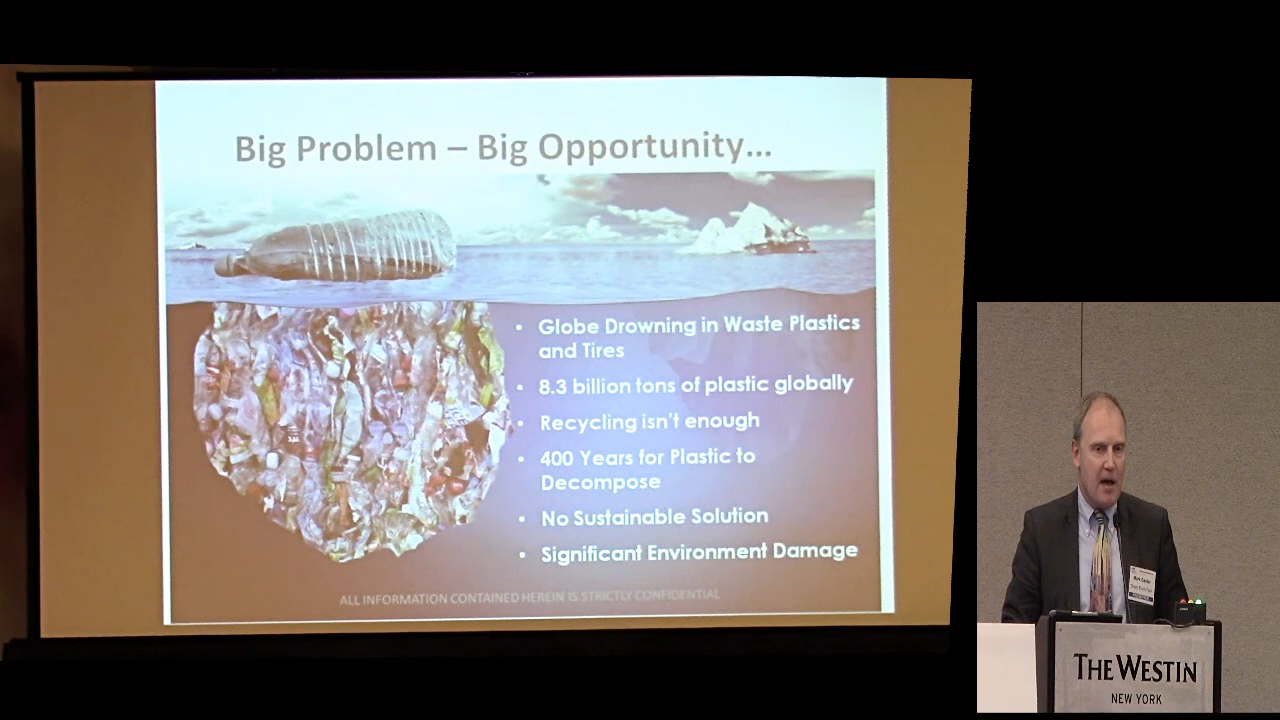 Big Problem – Big Opportunity...
• Globe Drowning in Waste Plastics
and Tires
• 8.3 billion tons of plastic globally
• Recycling isn't enough
• 400 Years for Plastic to
Decompose
• No Sustainable Solution
• Significant Environment Damage
ALL INFORMATION CONTAINED HEREIN IS STRICTLY CONFIDENTIAL
THE WESTIN
NEW YORK